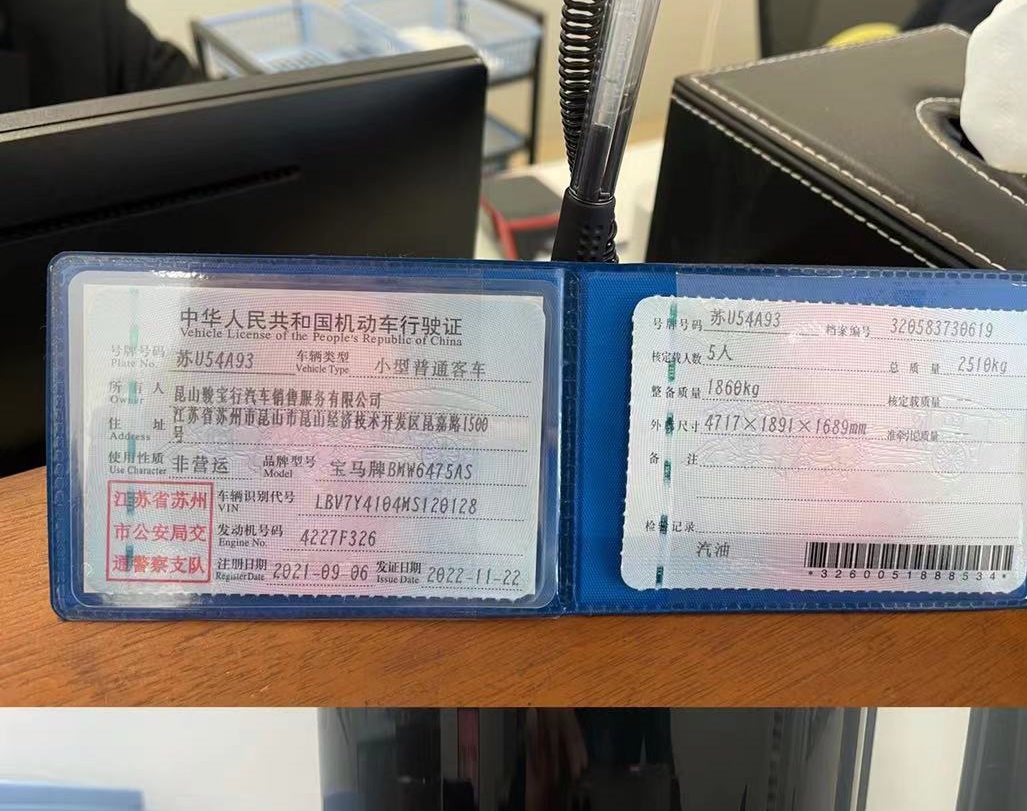 中华人民共和国机动车行驶证
Vehicle License of the People's Republic of China
号牌号码 苏U54A93 车辆类型 小型普通客车
Plate No. Vehicle Type
所有人 昆山骏宝行汽车销售服务有限公司
Owner
住址 江苏省苏州市昆山市昆山经济技术开发区昆嘉路1500
Address 号
使用性质 非营运 品牌型号 宝马牌BMW6475AS
Use Character Model
江苏省苏州
市公安局交
通警察支队
车辆识别代号 LBV7Y4104MS120128
VIN
发动机号码 4227F326
Engine No.
注册日期 2021-09-06 发证日期 2022-11-22
Register Date Issue Date
号牌号码 苏U54A93 档案编号 320583730619
核定载人数 5人 总质量 2510kg
整备质量 1860kg 核定载质量 --
外廓尺寸 4717×1891×1689mm 准牵引总质量 --
备注
检验记录
汽油
*3260051888534*